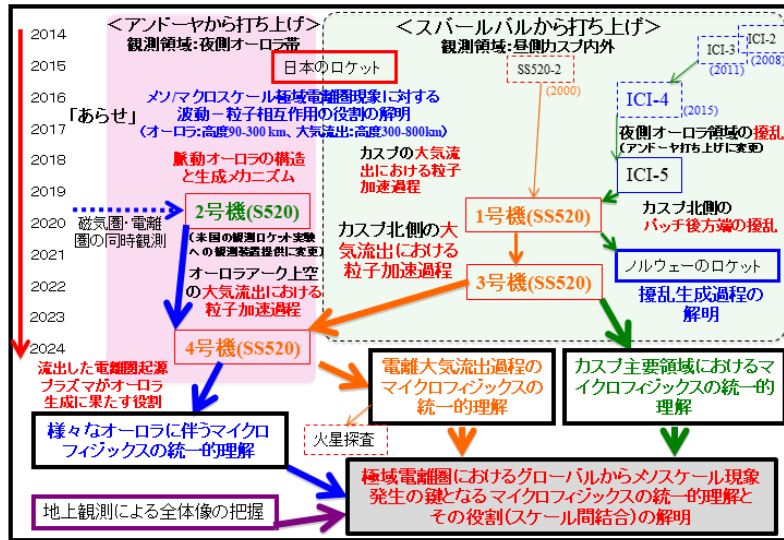 ＜アンドーヤから打ち上げ＞
観測領域：夜側オーロラ帯
＜スバールバルから打ち上げ＞
観測領域：昼側カスプ内外
2014
2015
2016
2017
2018
2019
2020
2021
2022
2023
2024
日本のロケット
SS520-2
(2000)
ICI-3
(2011)
ICI-2
(2008)
ICI-4
(2015)
「あらせ」
メソ/マクロスケール極域電離圏現象に対する
波動－粒子相互作用の役割の解明
(オーロラ：高度90-300 km、大気流出：高度300-800km)
夜側オーロラ領域の擾乱
(アンドーヤ打ち上げに変更)
ICI-5
脈動オーロラの構造
と生成メカニズム
カスプの大気流
出における粒子
加速過程
2号機(S520)
(米国の観測ロケット実験
への観測装置提供に変更)
磁気圏・電離
圏の同時観測
1号機(SS520)
カスプ北側の
パッチ後方端の擾乱
カスプ北側の大
気流出における
粒子加速過程
ノルウェーのロケット
擾乱生成過程の
解明
オーロラアーク上空
の大気流出における
粒子加速過程
3号機(SS520)
4号機(SS520)
流出した電離圏起源
プラズマがオーロラ
生成に果たす役割
電離大気流出過程の
マイクロフィジックスの
統一的理解
カスプ主要領域におけるマ
イクロフィジックスの統一的
理解
様々なオーロラに伴うマイクロ
フィジックスの統一的理解
火星探査
極域電離圏におけるグローバルからメソスケール現象
発生の鍵となる マイクロフィジックスの統一的理解と
その役割(スケール間結合)の解明
地上観測による全体像の把握